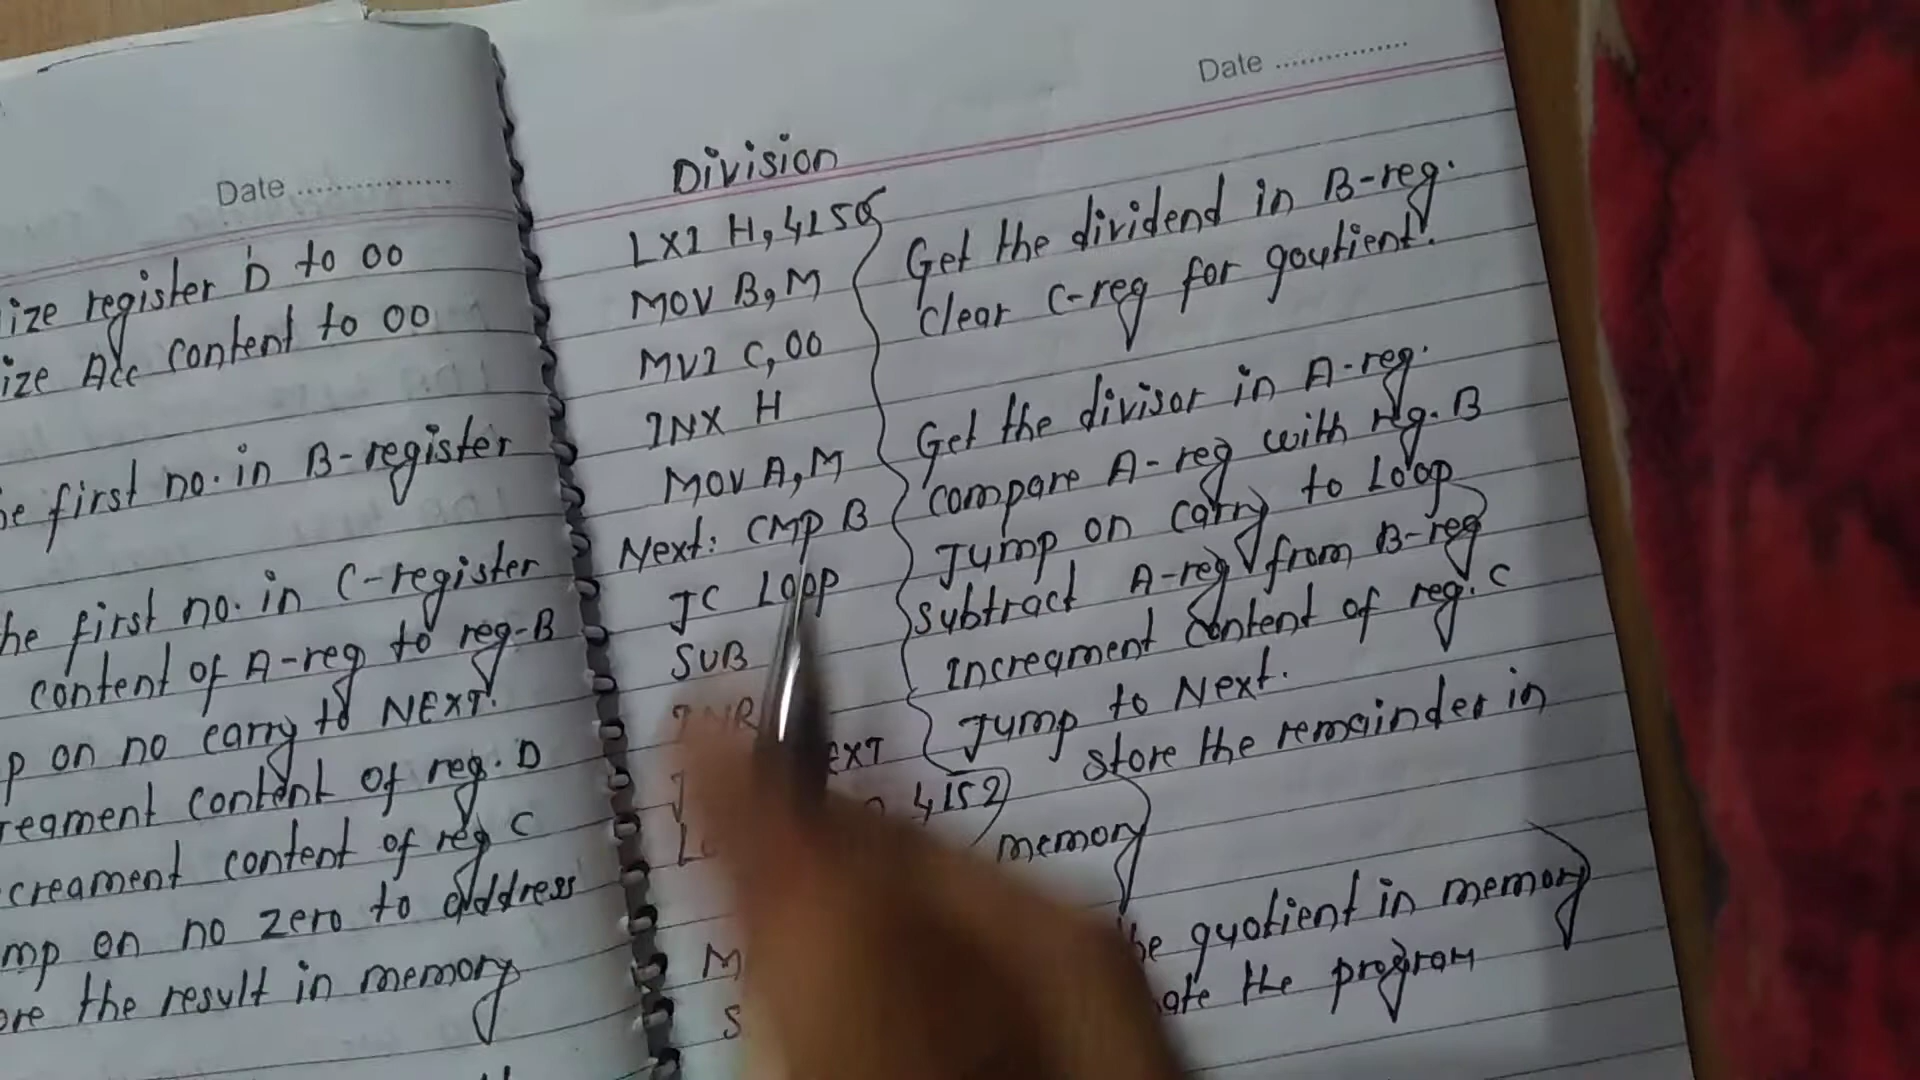 Date
ize register D to 00
ize Acc content to 00
first no. in B-register
he first no. in C-register
content of A-reg to reg-B
p on no carry to NEXT.
reament content of reg. D
creament content of reg C
mp on no zero to address
ore the result in memory
Date
Division
LXI H, 4150
MOV B, M
MVI C, 00
INX H
MOV A, M
Next: CMP B
JC LOOP
SUB
INR
EXT
4152
Get the dividend in B-reg.
Clear C-reg for goutient.
Get the divisor in A-reg.
compare A-reg with reg. B
Jump on carry to Loop
subtract A-reg from B-reg
Increament content of reg. C
Jump to Next.
store the remainder in
memory
he quotient in memory
ate the program
M
S